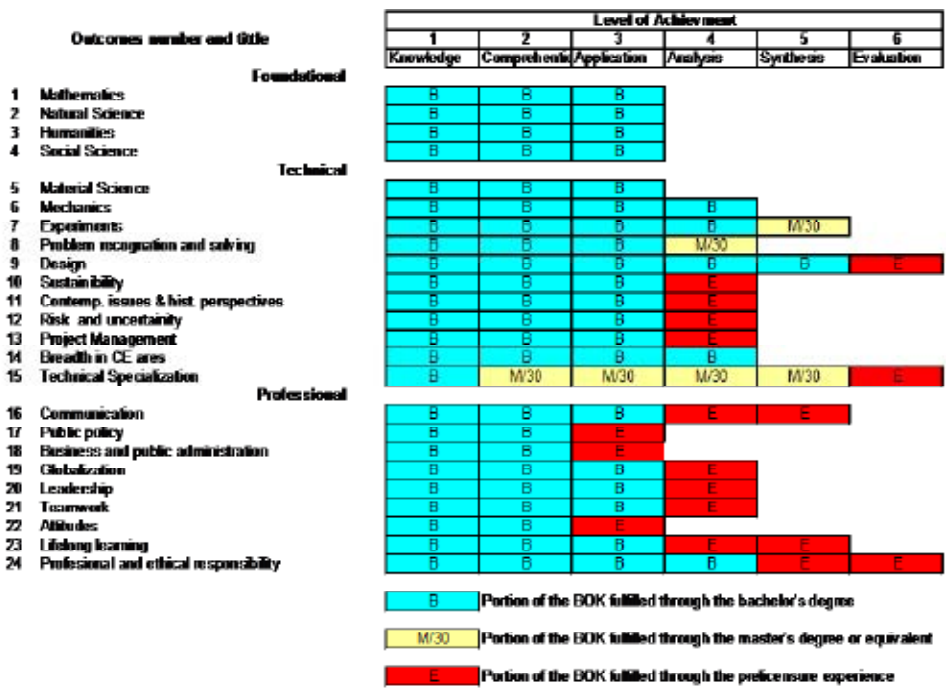 Level of Achievment
Outcomes number and tittle 1 2 3 4 5 6
Knowledge Comprehentic Application Analysis Synthesis Evaluation
Foundational
1 Mathematics B B B
2 Natural Science B B B
3 Humanities B B B
4 Social Science B B B
Technical
5 Material Science B B B
6 Mechanics B B B B
7 Experiments B B B B M/30
8 Problem recognation and solving B B B M/30
9 Design B B B B B E
10 Sustainibility B B B E
11 Contemp. issues & hist. perspectives B B B E
12 Risk and uncertainity B B B E
13 Project Management B B B E
14 Breadth in CE ares B B B B
15 Technical Specialization B M/30 M/30 M/30 M/30 E
Professional
16 Communication B B B E E
17 Public policy B B E
18 Business and public administration B B E
19 Globalization B B B E
20 Leadership B B B E
21 Teamwork B B B E
22 Attitudes B B E
23 Lifelong learning B B B E E
24 Profesional and ethical responsibility B B B B E E
B Portion of the BOK fulfilled through the bachelor's degree
M/30 Portion of the BOK fulfilled through the master's degree or equivalent
E Portion of the BOK fulfilled through the prelicensure experience